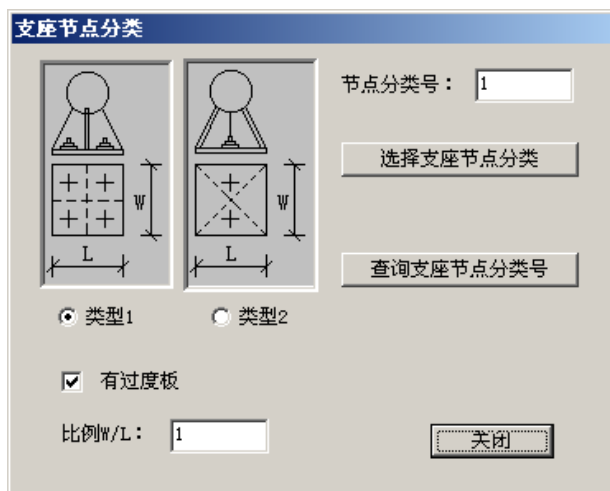 支座节点分类
节点分类号： 1
选择支座节点分类
W
W
L
L
查询支座节点分类号
类型1
类型2
有过度板
比例W/L： 1
关闭